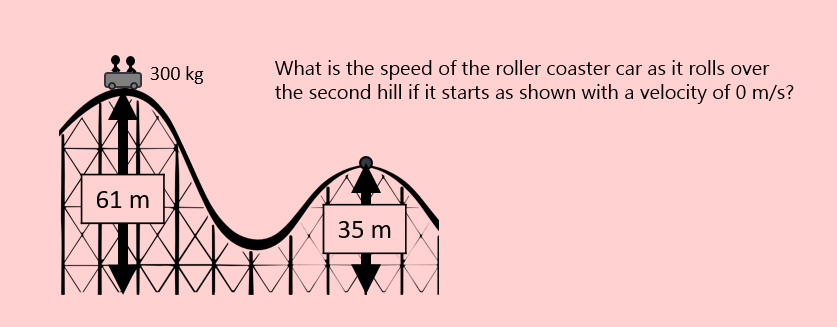 300 kg
What is the speed of the roller coaster car as it rolls over
the second hill if it starts as shown with a velocity of 0 m/s?
61 m
35 m